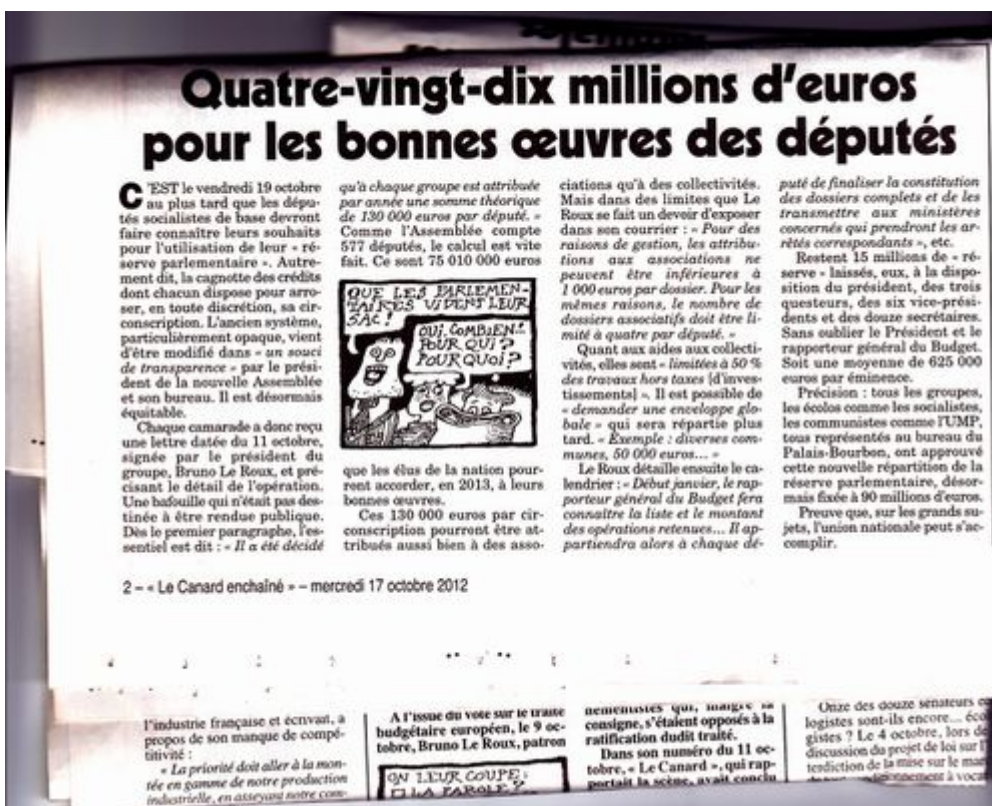 Quatre-vingt-dix millions d'euros
pour les bonnes œuvres des députés
C'EST le vendredi 19 octobre
au plus tard que les dépu-
tés socialistes de base devront
faire connaître leurs souhaits
pour l'utilisation de leur « ré-
serve parlementaire ». Autre-
ment dit, la cagnotte des crédits
dont chacun dispose pour arro-
ser, en toute discrétion, sa cir-
conscription. L'ancien système,
particulièrement opaque, vient
d'être modifié dans « un souci
de transparence » par le prési-
dent de la nouvelle Assemblée
et son bureau. Il est désormais
équitable.
Chaque camarade a donc reçu
une lettre datée du 11 octobre,
signée par le président du
groupe, Bruno Le Roux, et pré-
cisant le détail de l'opération.
Une bafouille qui n'était pas des-
tinée à être rendue publique.
Dès le premier paragraphe, l'es-
sentiel est dit : « Il a été décidé
qu'à chaque groupe est attribuée
par année une somme théorique
de 130 000 euros par député. »
Comme l'Assemblée compte
577 députés, le calcul est vite
fait. Ce sont 75 010 000 euros
QUE LES PARLEMEN-
TAIRES VIDENT LEUR
SAC !
OUI, COMBIEN ?
POUR QUI ?
POURQUOI ?
que les élus de la nation pour-
ront accorder, en 2013, à leurs
bonnes œuvres.
Ces 130 000 euros par cir-
conscription pourront être at-
tribués aussi bien à des asso-
ciations qu'à des collectivités.
Mais dans des limites que Le
Roux se fait un devoir d'exposer
dans son courrier : « Pour des
raisons de gestion, les attribu-
tions aux associations ne
peuvent être inférieures à
1 000 euros par dossier. Pour les
mêmes raisons, le nombre de
dossiers associatifs doit être li-
mité à quatre par député. »
Quant aux aides aux collecti-
vités, elles sont « limitées à 50 %
des travaux hors taxes [d'inves-
tissements] ». Il est possible de
« demander une enveloppe glo-
bale » qui sera répartie plus
tard. « Exemple : diverses com-
munes, 50 000 euros... »
Le Roux détaille ensuite le ca-
lendrier : « Début janvier, le rap-
porteur général du Budget fera
connaître la liste et le montant
des opérations retenues... Il ap-
partiendra alors à chaque dé-
puté de finaliser la constitution
des dossiers complets et de les
transmettre aux ministères
concernés qui prendront les ar-
rêtés correspondants », etc.
Restent 15 millions de « ré-
serve » laissés, eux, à la dispo-
sition du président, des trois
questeurs, des six vice-prési-
dents et des douze secrétaires.
Sans oublier le Président et le
rapporteur général du Budget.
Soit une moyenne de 625 000
euros par éminence.
Précision : tous les groupes,
les écolos comme les socialistes,
les communistes comme l'UMP,
tous représentés au bureau du
Palais-Bourbon, ont approuvé
cette nouvelle répartition de la
réserve parlementaire, désor-
mais fixée à 90 millions d'euros.
Preuve que, sur les grands su-
jets, l'union nationale peut s'ac-
complir.
2 – « Le Canard enchaîné » – mercredi 17 octobre 2012
l'industrie française et écrivait, à
propos de son manque de compé-
titivité :
« La priorité doit aller à la mon-
tée en gamme de notre production
industrielle, en asseyant notre com-
A l'issue du vote sur le traité
budgétaire européen, le 9 oc-
tobre, Bruno Le Roux, patron
ON LEUR COUPE
LA PAROLE ?
nementistes qui, malgré la
consigne, s'étaient opposés à la
ratification dudit traité.
Dans son numéro du 11 oc-
tobre, « Le Canard », qui rap-
portait la scène, avait conclu
Onze des douze sénateurs
logistes sont-ils encore... éco
gistes ? Le 4 octobre, lors de
discussion du projet de loi sur l'
terdiction de la mise sur le mar